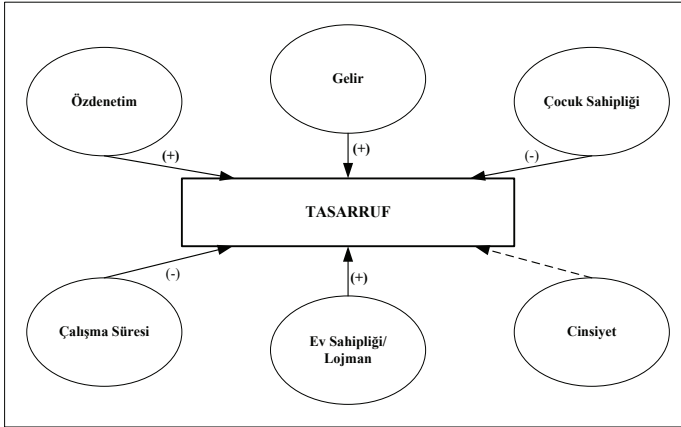 Özdenetim
Gelir
Çocuk Sahipliği
(+)
(+)
(-)
TASARRUF
(-)
(+)
Çalışma Süresi
Ev Sahipliği/
Lojman
Cinsiyet